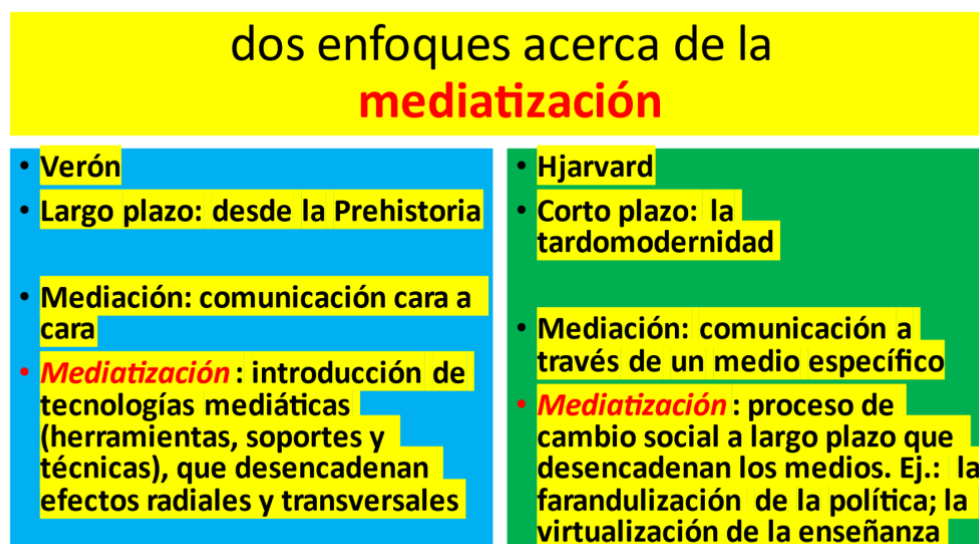 dos enfoques acerca de la
mediatización
• Verón
• Largo plazo: desde la Prehistoria
• Mediación: comunicación cara a
cara
• Mediatización : introducción de
tecnologías mediáticas
(herramientas, soportes y
técnicas), que desencadenan
efectos radiales y transversales
• Hjarvard
• Corto plazo: la
tardomodernidad
• Mediación: comunicación a
través de un medio específico
• Mediatización : proceso de
cambio social a largo plazo que
desencadenan los medios. Ej.: la
farandulización de la política; la
virtualización de la enseñanza